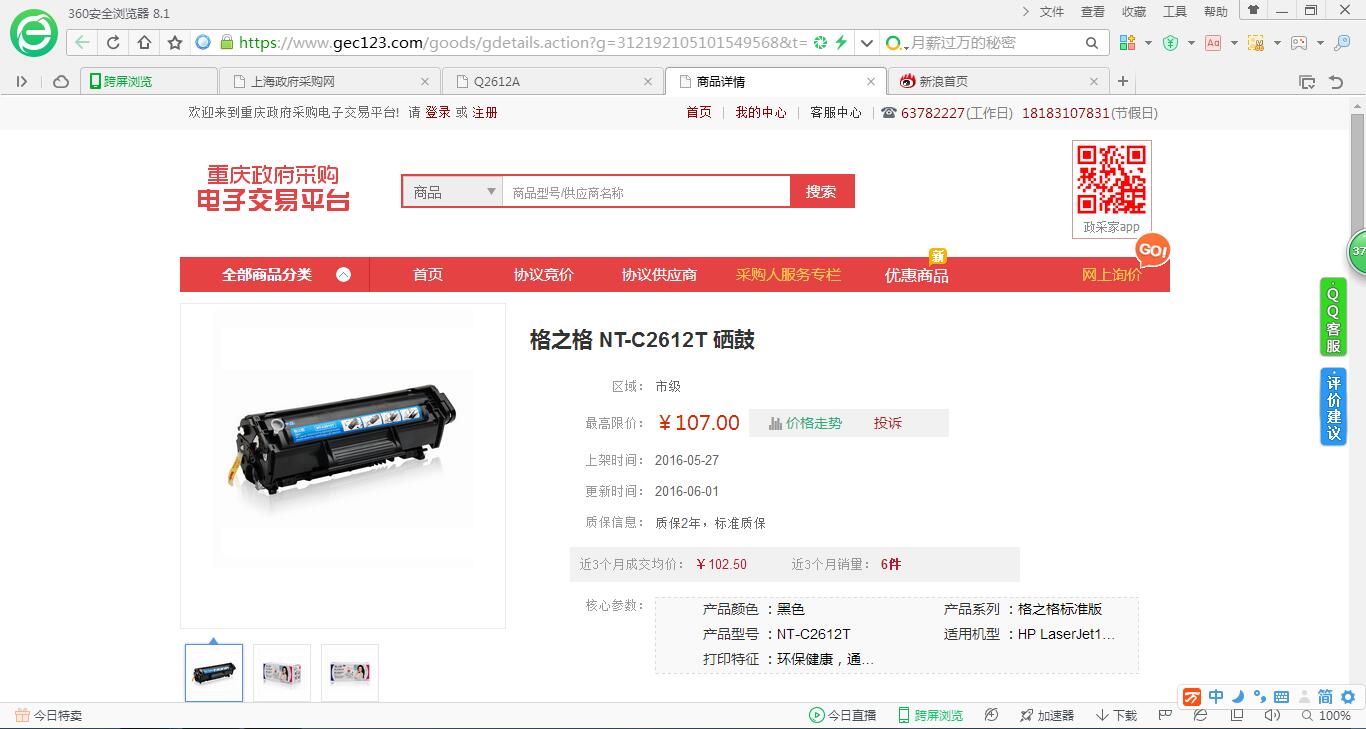 360安全浏览器 8.1
文件 查看 收藏 工具 帮助
https://www.gec123.com/goods/gdetails.action?g=312192105101549568&t= 月薪过万的秘密
跨屏浏览 上海政府采购网 Q2612A 商品详情 新浪首页
欢迎来到重庆政府采购电子交易平台! 请 登录 或 注册 首页 我的中心 客服中心 63782227(工作日) 18183107831(节假日)
重庆政府采购
电子交易平台
商品 商品型号/供应商名称 搜索
政采家app
新 GO!
全部商品分类 首页 协议竞价 协议供应商 采购人服务专栏 优惠商品 网上询价
37
QQ客服
评价建议
格之格 NT-C2612T 硒鼓
区域： 市级
最高限价： ￥107.00 价格走势 投诉
上架时间： 2016-05-27
更新时间： 2016-06-01
质保信息： 质保2年，标准质保
近3个月成交均价： ￥102.50 近3个月销量： 6件
核心参数： 产品颜色 ：黑色 产品系列 ：格之格标准版
产品型号 ：NT-C2612T 适用机型 ：HP LaserJet1...
打印特征 ：环保健康，通...
中 简
今日特卖 今日直播 跨屏浏览 加速器 下载 100%